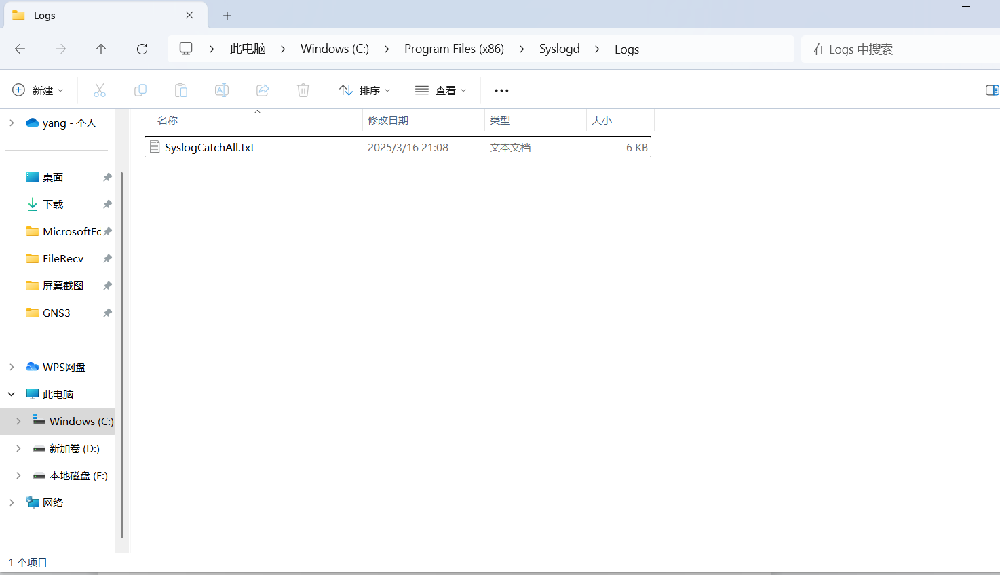 Logs
此电脑 Windows (C:) Program Files (x86) Syslogd Logs
在 Logs 中搜索
新建 排序 查看
yang - 个人
桌面
下载
MicrosoftEc
FileRecv
屏幕截图
GNS3
WPS网盘
此电脑
Windows (C:)
新加卷 (D:)
本地磁盘 (E:)
网络
名称 修改日期 类型 大小
SyslogCatchAll.txt 2025/3/16 21:08 文本文档 6 KB
1 个项目